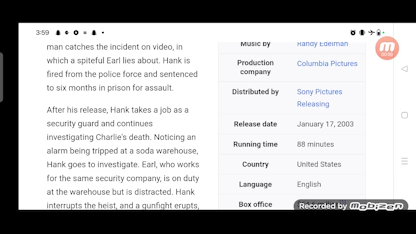 3:59
man catches the incident on video, in
which a spiteful Earl lies about. Hank is
fired from the police force and sentenced
to six months in prison for assault.
After his release, Hank takes a job as a
security guard and continues
investigating Charlie's death. Noticing an
alarm being tripped at a soda warehouse,
Hank goes to investigate. Earl, who works
for the same security company, is on duty
at the warehouse but is distracted. Hank
interrupts the heist, and a gunfight erupts,
Music by Randy Edelman
Production
company
Columbia Pictures
Distributed by Sony Pictures
Releasing
Release date January 17, 2003
Running time 88 minutes
Country United States
Language English
Box office
Recorded by Mobizen